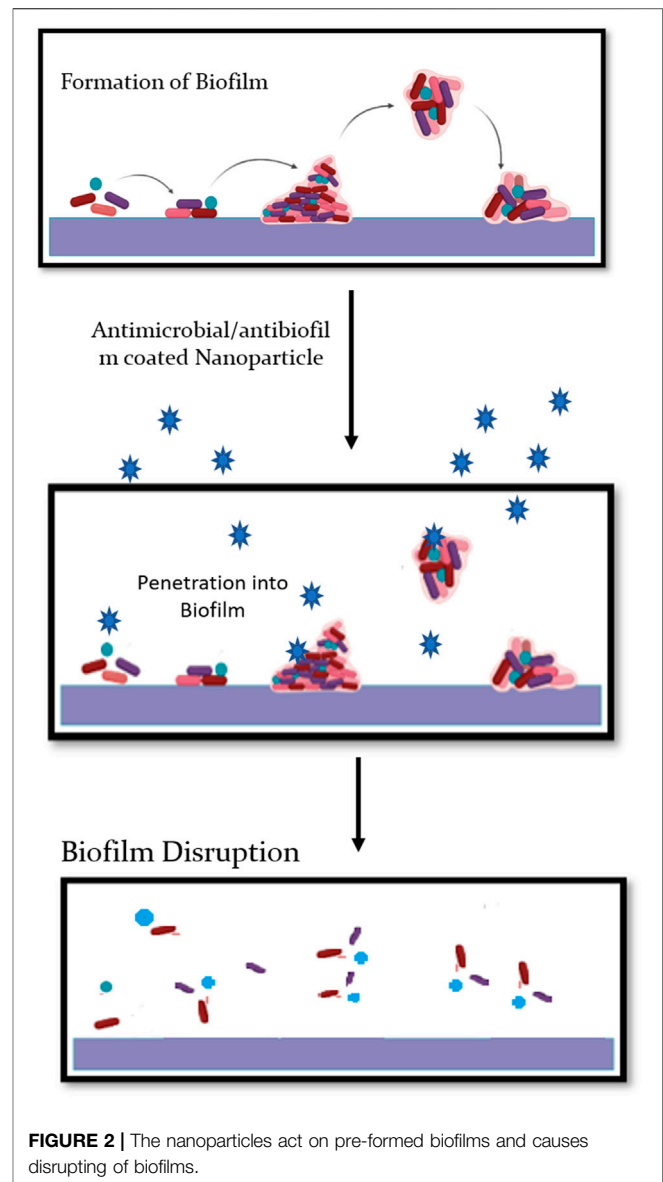 Formation of Biofilm
Antimicrobial/antibiofil
m coated Nanoparticle
Penetration into
Biofilm
Biofilm Disruption
FIGURE 2 | The nanoparticles act on pre-formed biofilms and causes
disrupting of biofilms.